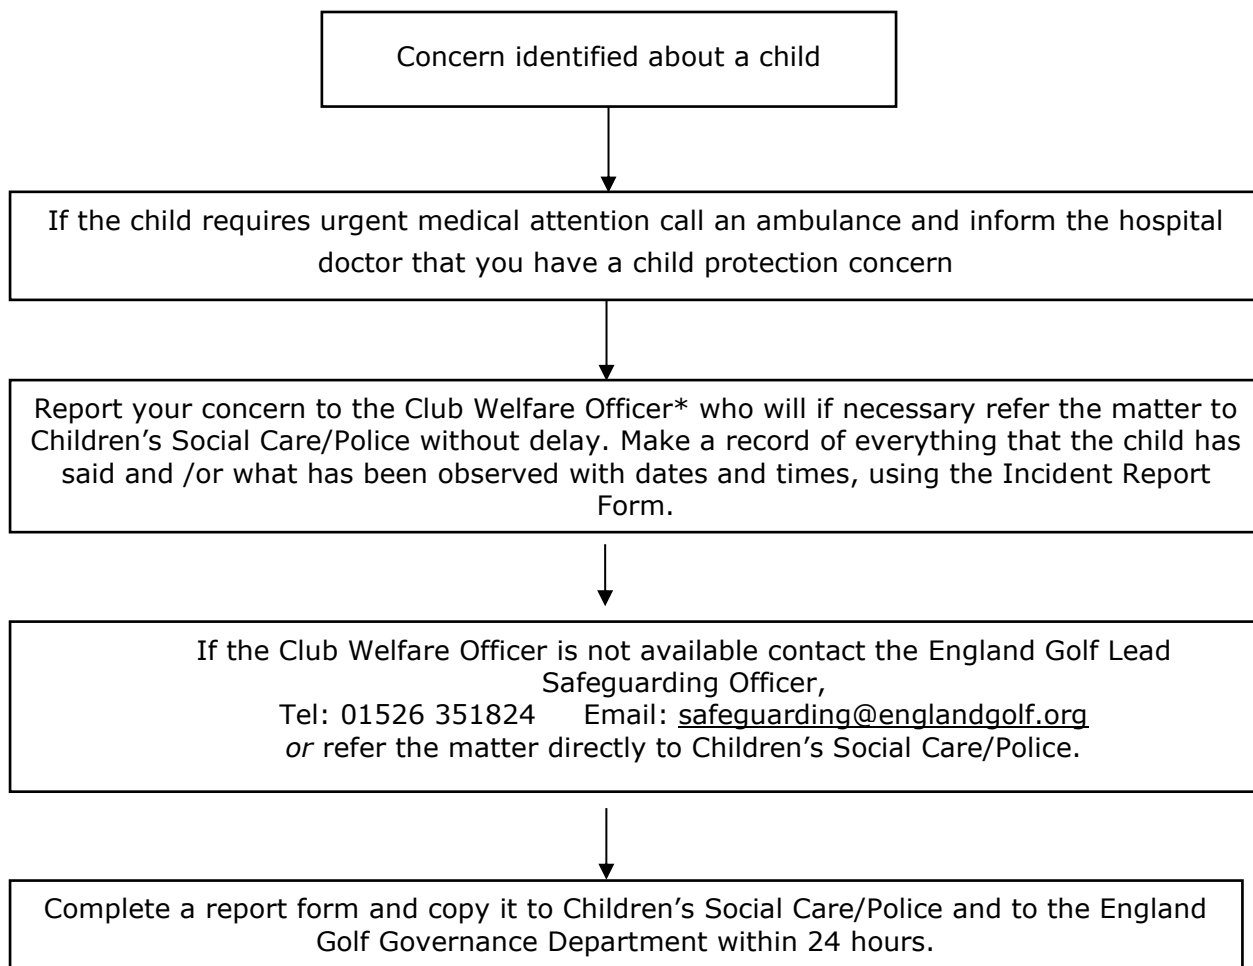 Concern identified about a child
If the child requires urgent medical attention call an ambulance and inform the hospital
doctor that you have a child protection concern
Report your concern to the Club Welfare Officer* who will if necessary refer the matter to
Children’s Social Care/Police without delay. Make a record of everything that the child has
said and /or what has been observed with dates and times, using the Incident Report
Form.
If the Club Welfare Officer is not available contact the England Golf Lead
Safeguarding Officer,
Tel: 01526 351824 Email: safeguarding@englandgolf.org
or refer the matter directly to Children’s Social Care/Police.
Complete a report form and copy it to Children’s Social Care/Police and to the England
Golf Governance Department within 24 hours.